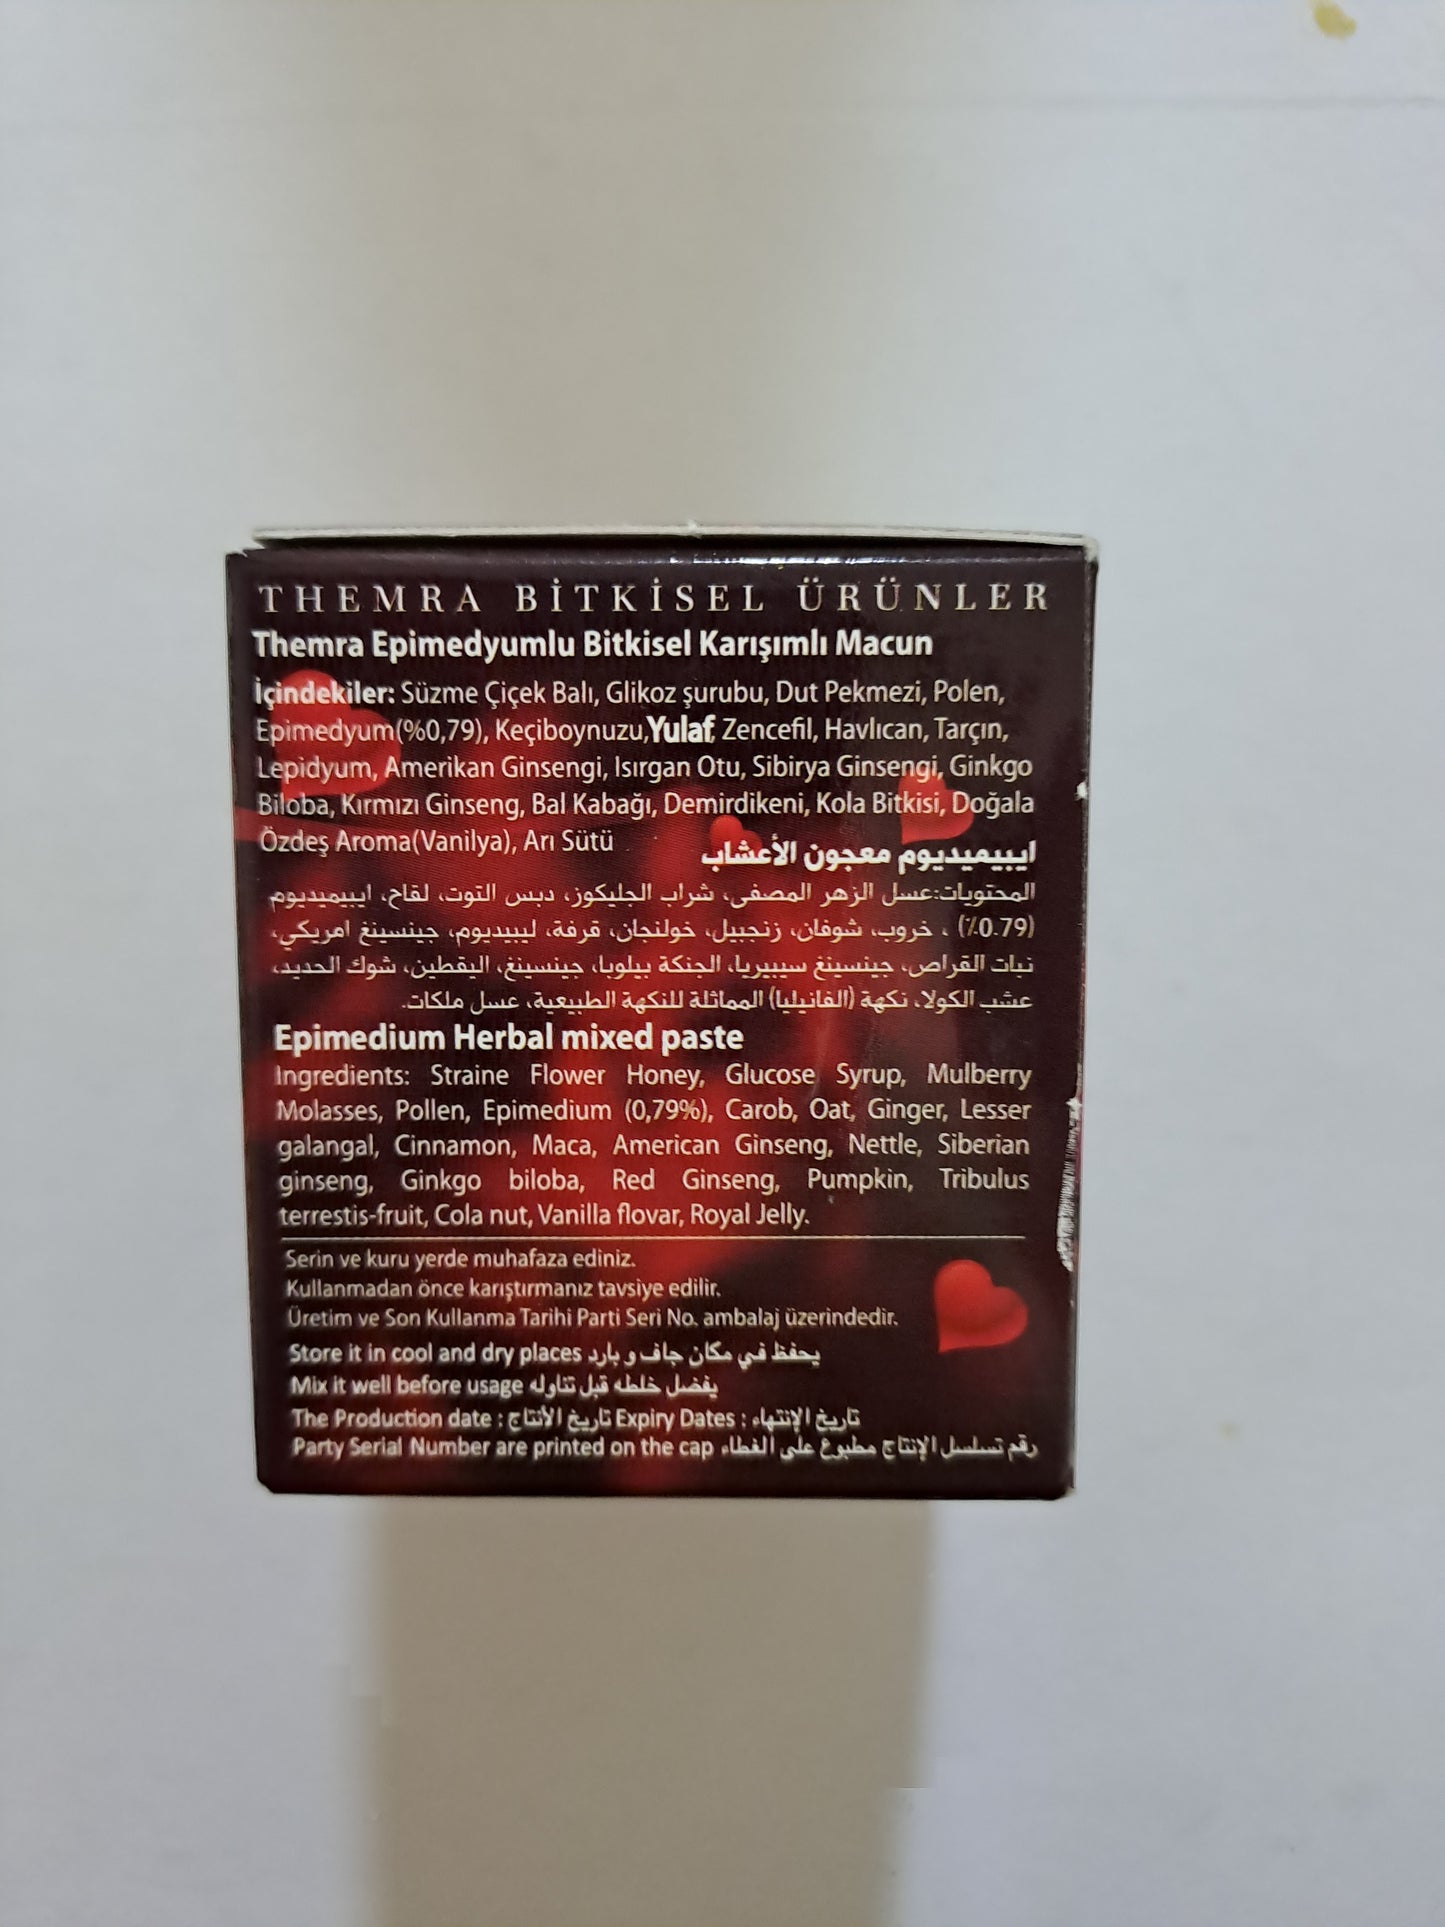 THEMRA BİTKİSEL ÜRÜNLER
Themra Epimedyumlu Bitkisel Karışımlı Macun
İçindekiler: Süzme Çiçek Balı, Glikoz şurubu, Dut Pekmezi, Polen,
Epimedyum(%0,79), Keçiboynuzu,Yulaf, Zencefil, Havlıcan, Tarçın,
Lepidyum, Amerikan Ginsengi, Isırgan Otu, Sibirya Ginsengi, Ginkgo
Biloba, Kırmızı Ginseng, Bal Kabağı, Demirdikeni, Kola Bitkisi, Doğala
Özdeş Aroma(Vanilya), Arı Sütü
ايبيميديوم معجون الأعشاب
المحتويات:عسل الزهر المصفى، شراب الجليكوز، دبس التوت، لقاح، ايبيميديوم
(0.79٪) ، خروب، شوفان، زنجبيل، خولنجان، قرفة، ليبيديوم، جينسينغ امريكي،
نبات القراص، جينسينغ سيبيريا، الجنكة بيلوبا، جينسينغ، اليقطين، شوك الحديد،
عشب الكولا، نكهة (الفانيليا) المماثلة للنكهة الطبيعية، عسل ملكات.
Epimedium Herbal mixed paste
Ingredients: Straine Flower Honey, Glucose Syrup, Mulberry
Molasses, Pollen, Epimedium (0,79%), Carob, Oat, Ginger, Lesser
galangal, Cinnamon, Maca, American Ginseng, Nettle, Siberian
ginseng, Ginkgo biloba, Red Ginseng, Pumpkin, Tribulus
terrestis-fruit, Cola nut, Vanilla flovar, Royal Jelly.
Serin ve kuru yerde muhafaza ediniz.
Kullanmadan önce karıştırmanız tavsiye edilir.
Üretim ve Son Kullanma Tarihi Parti Seri No. ambalaj üzerindedir.
Store it in cool and dry places يحفظ في مكان جاف و بارد
Mix it well before usage يفضل خلطه قبل تناوله
The Production date : تاريخ الأنتاج Expiry Dates : تاريخ الإنتهاء
Party Serial Number are printed on the cap رقم تسلسل الإنتاج مطبوع على الغطاء.